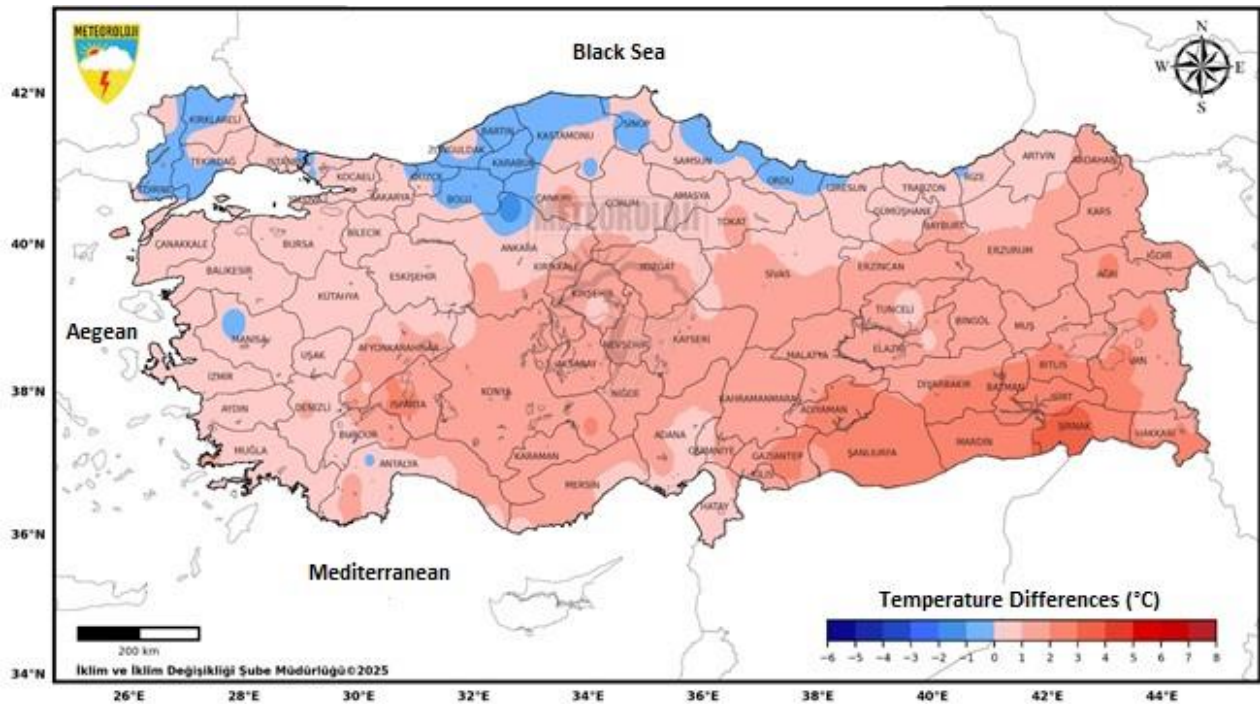 METEOROLOJİ
Black Sea
N
W E
S
42°N
40°N
38°N
36°N
34°N
KIRKLARELİ
EDİRNE
TEKİRDAĞ
İSTANBUL
KOCAELİ
YALOVA
SAKARYA
DÜZCE
ZONGULDAK
BARTIN
KARABÜK
KASTAMONU
SİNOP
BOLU
ÇANKIRI
ÇORUM
SAMSUN
AMASYA
TOKAT
ORDU
GİRESUN
TRABZON
RİZE
ARTVİN
ARDAHAN
GÜMÜŞHANE
BAYBURT
KARS
IĞDIR
ÇANAKKALE
BURSA
BİLECİK
ANKARA
METEOROLOJİ
BALIKESİR
ESKİŞEHİR
KÜTAHYA
KIRIKKALE
YOZGAT
SİVAS
ERZİNCAN
ERZURUM
AĞRI
KIRŞEHİR
TUNCELİ
BİNGÖL
MUŞ
Aegean
MANİSA
UŞAK
AFYONKARAHİSAR
NEVŞEHİR
KAYSERİ
MALATYA
ELAZIĞ
BİTLİS
VAN
İZMİR
AKSARAY
AYDIN
DENİZLİ
ISPARTA
KONYA
NİĞDE
KAHRAMANMARAŞ
ADIYAMAN
DİYARBAKIR
BATMAN
SİİRT
ŞIRNAK
HAKKARİ
MUĞLA
BURDUR
ANTALYA
KARAMAN
MERSİN
ADANA
OSMANİYE
GAZİANTEP
KİLİS
ŞANLIURFA
MARDİN
HATAY
Mediterranean
Temperature Differences (°C)
−6 −5 −4 −3 −2 −1 0 1 2 3 4 5 6 7 8
200 km
İklim ve İklim Değişikliği Şube Müdürlüğü©2025
26°E 28°E 30°E 32°E 34°E 36°E 38°E 40°E 42°E 44°E